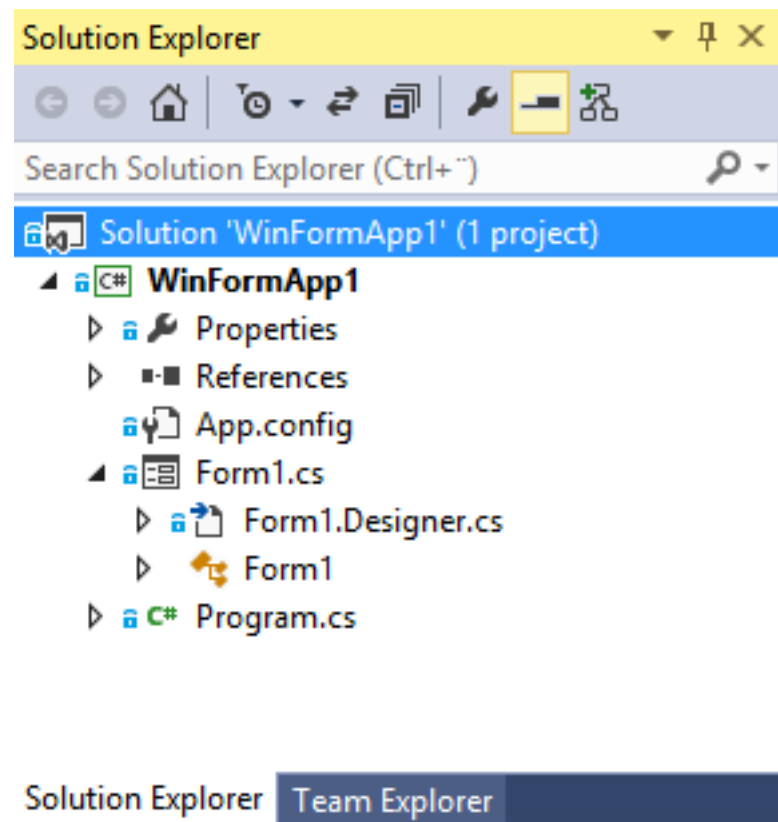 Solution Explorer
Search Solution Explorer (Ctrl+¨)
Solution 'WinFormApp1' (1 project)
C# WinFormApp1
Properties
References
App.config
Form1.cs
Form1.Designer.cs
Form1
C# Program.cs
Solution Explorer Team Explorer